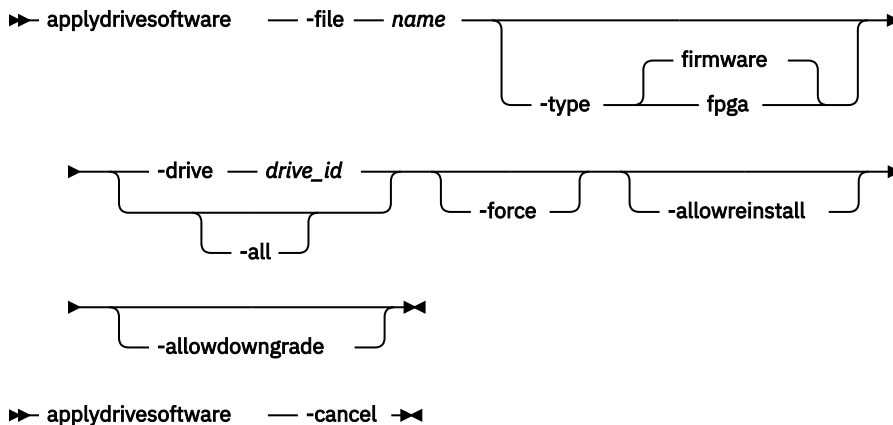 applydrivesoftware -file name
firmware
-type fpga
-drive drive_id
-force -allowreinstall
-all
-allowdowngrade
applydrivesoftware -cancel